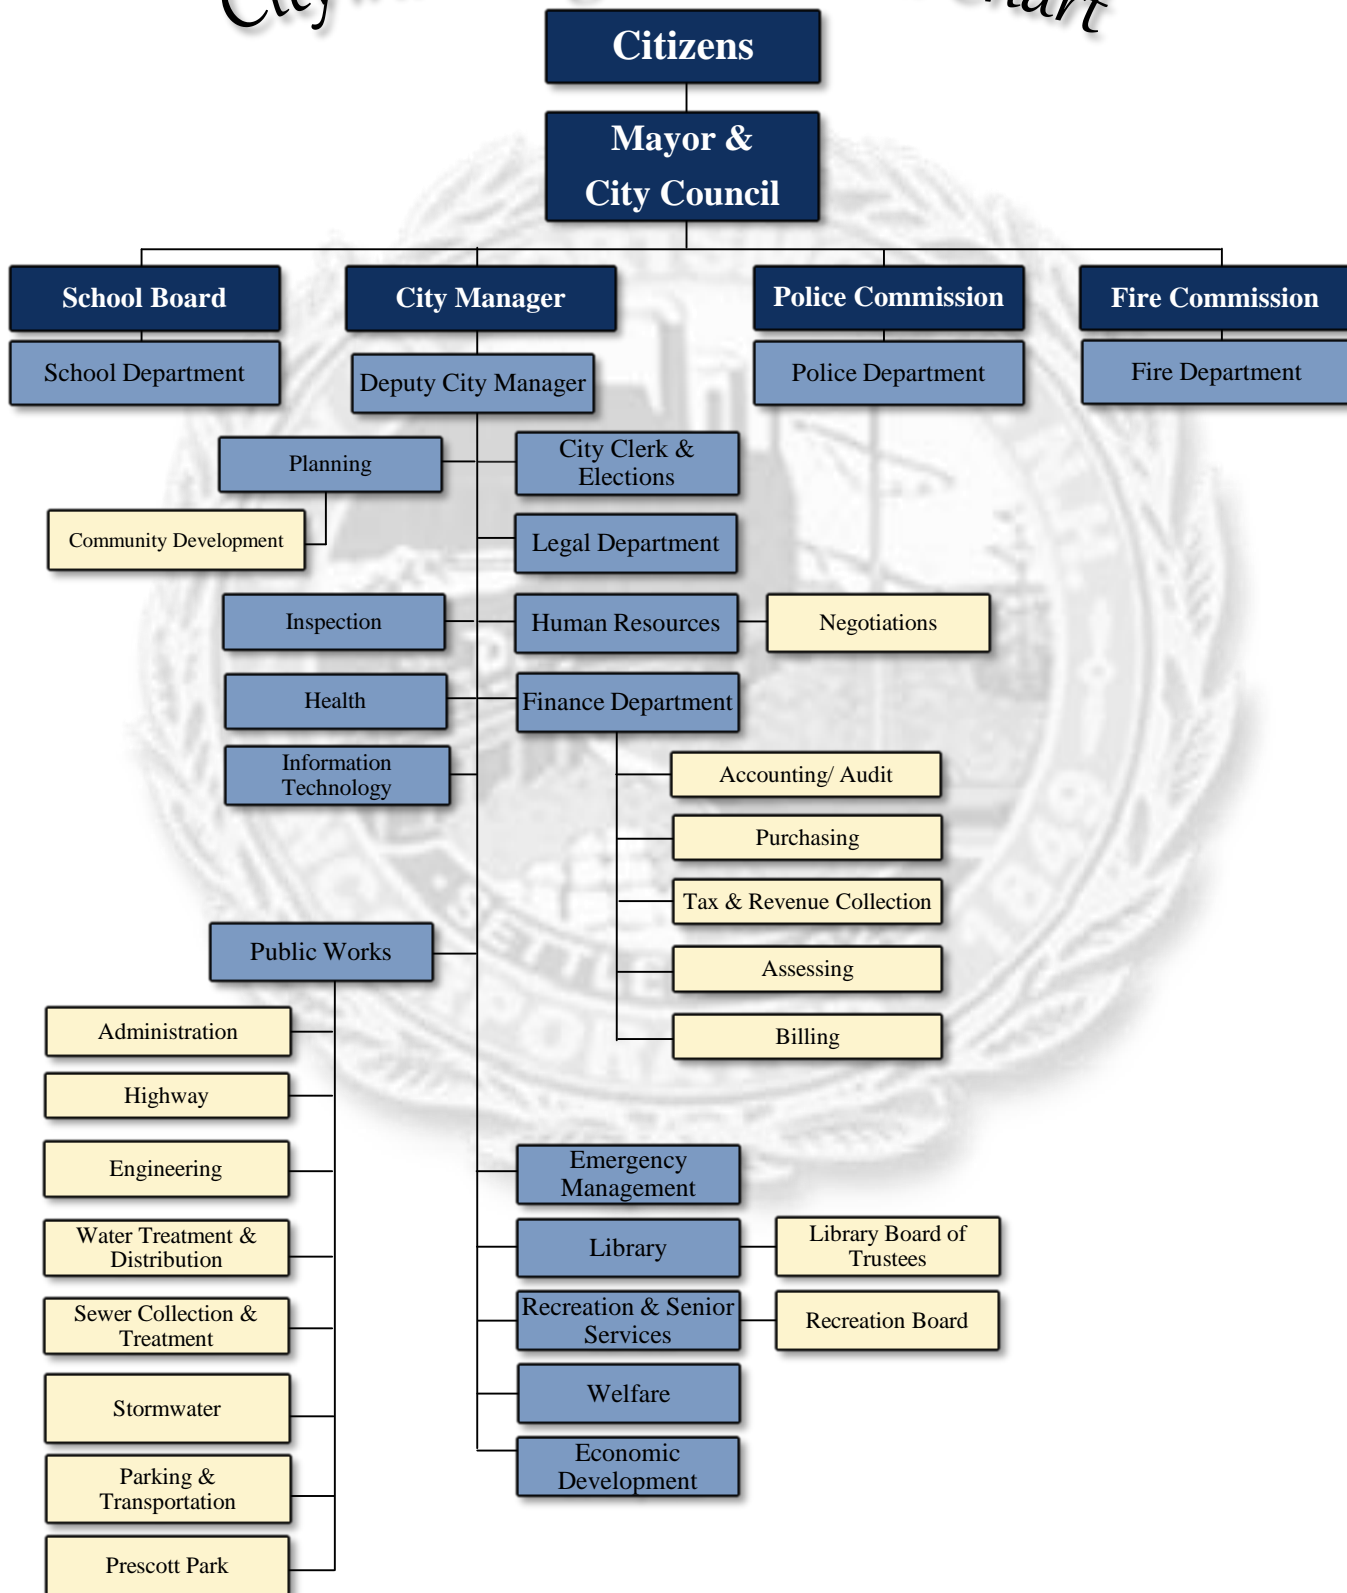 Citizens
Mayor &
City Council
School Board
City Manager
Police Commission
Fire Commission
School Department
Deputy City Manager
Police Department
Fire Department
Planning
City Clerk &
Elections
Community Development
Legal Department
Inspection
Human Resources
Negotiations
Health
Finance Department
Information
Technology
Accounting/ Audit
Purchasing
Tax & Revenue Collection
Assessing
Billing
Public Works
Administration
Highway
Engineering
Water Treatment &
Distribution
Sewer Collection &
Treatment
Stormwater
Parking &
Transportation
Prescott Park
Emergency
Management
Library
Library Board of
Trustees
Recreation & Senior
Services
Recreation Board
Welfare
Economic
Development